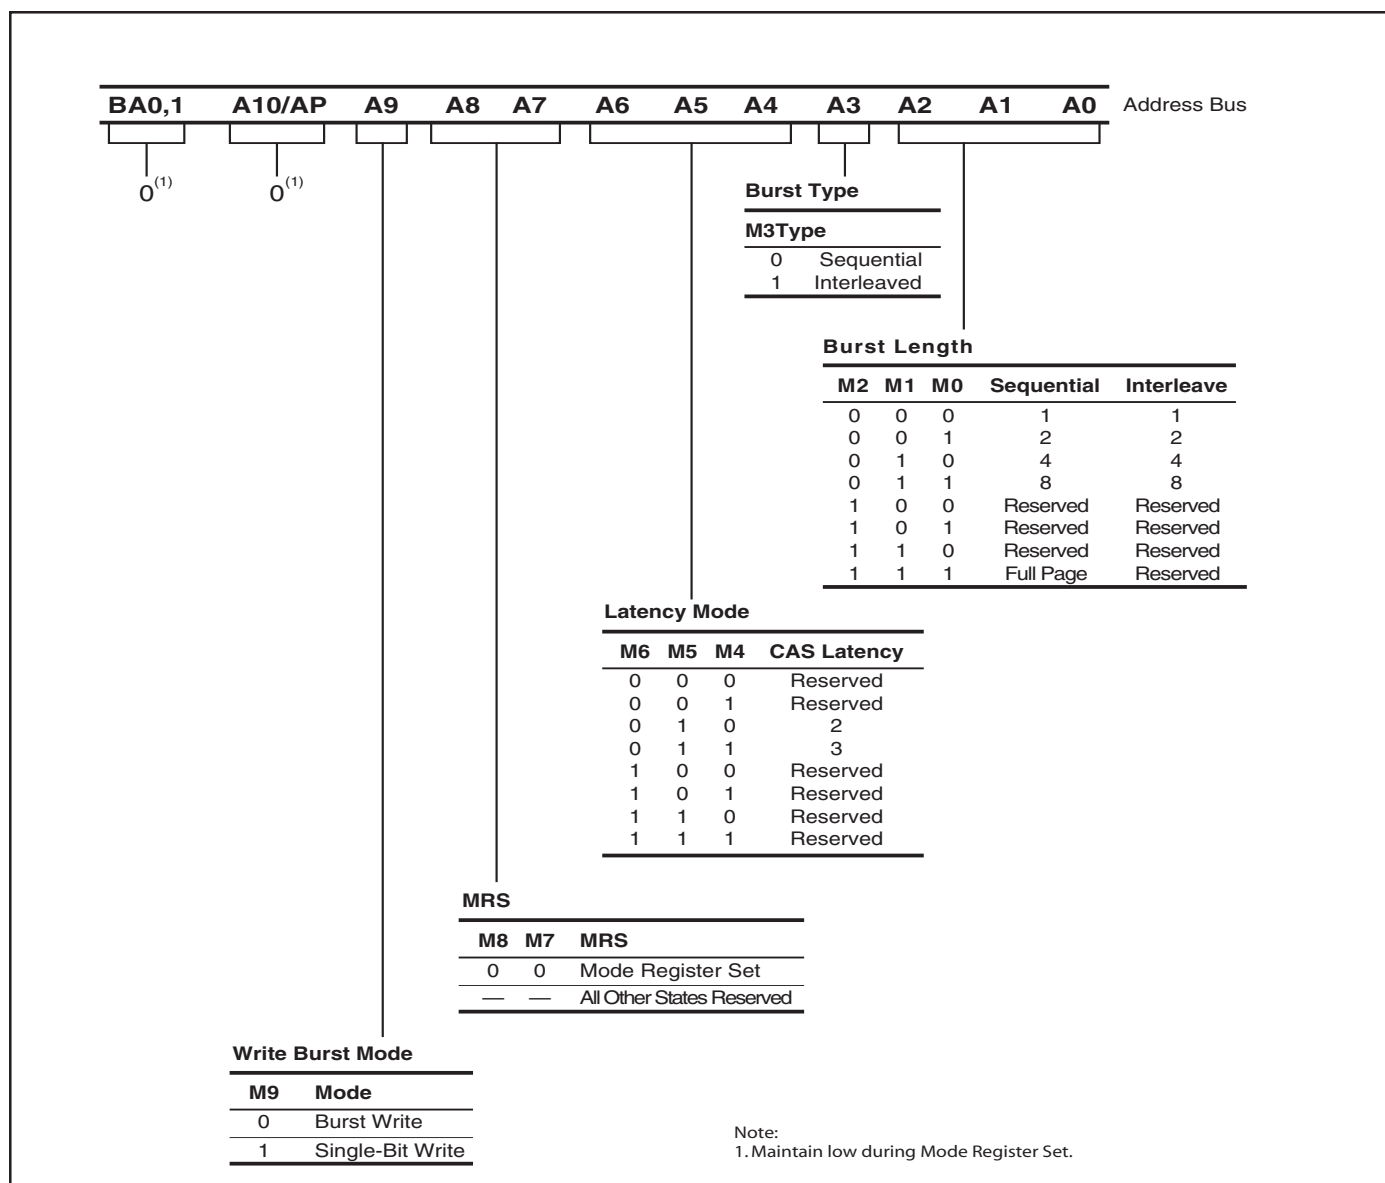 BA0,1 A10/AP A9 A8 A7 A6 A5 A4 A3 A2 A1 A0 Address Bus
0(1) 0(1)
Burst Type
M3Type
0 Sequential
1 Interleaved
Burst Length
M2 M1 M0 Sequential Interleave
0 0 0 1 1
0 0 1 2 2
0 1 0 4 4
0 1 1 8 8
1 0 0 Reserved Reserved
1 0 1 Reserved Reserved
1 1 0 Reserved Reserved
1 1 1 Full Page Reserved
Latency Mode
M6 M5 M4 CAS Latency
0 0 0 Reserved
0 0 1 Reserved
0 1 0 2
0 1 1 3
1 0 0 Reserved
1 0 1 Reserved
1 1 0 Reserved
1 1 1 Reserved
MRS
M8 M7 MRS
0 0 Mode Register Set
— — All Other States Reserved
Write Burst Mode
M9 Mode
0 Burst Write
1 Single-Bit Write
Note:
1. Maintain low during Mode Register Set.